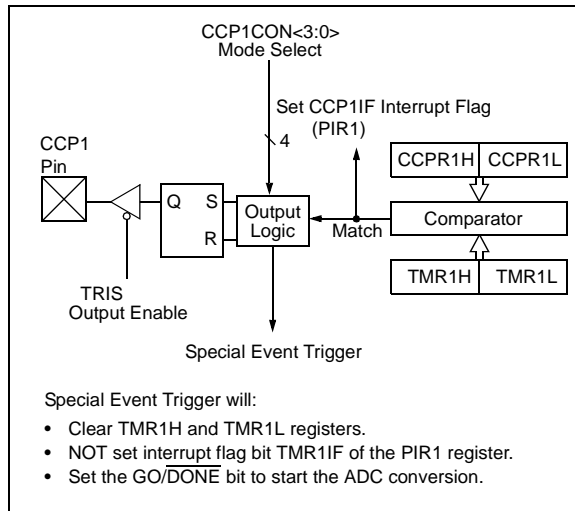 CCP1CON<3:0>
Mode Select
Set CCP1IF Interrupt Flag
(PIR1)
4
CCP1
Pin
CCPR1H CCPR1L
Q S
R
Output
Logic
Match
Comparator
TRIS
Output Enable
TMR1H TMR1L
Special Event Trigger
Special Event Trigger will:
• Clear TMR1H and TMR1L registers.
• NOT set interrupt flag bit TMR1IF of the PIR1 register.
• Set the GO/D̅O̅N̅E̅ bit to start the ADC conversion.